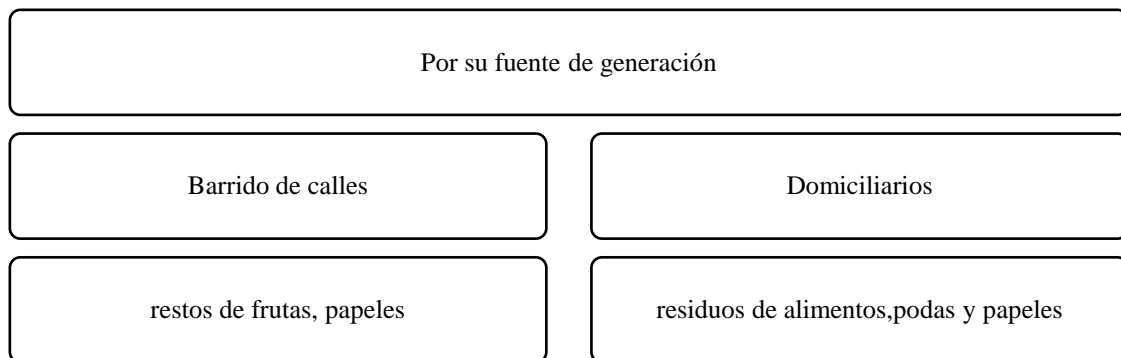 Por su fuente de generación
Barrido de calles
Domiciliarios
restos de frutas, papeles
residuos de alimentos,podas y papeles